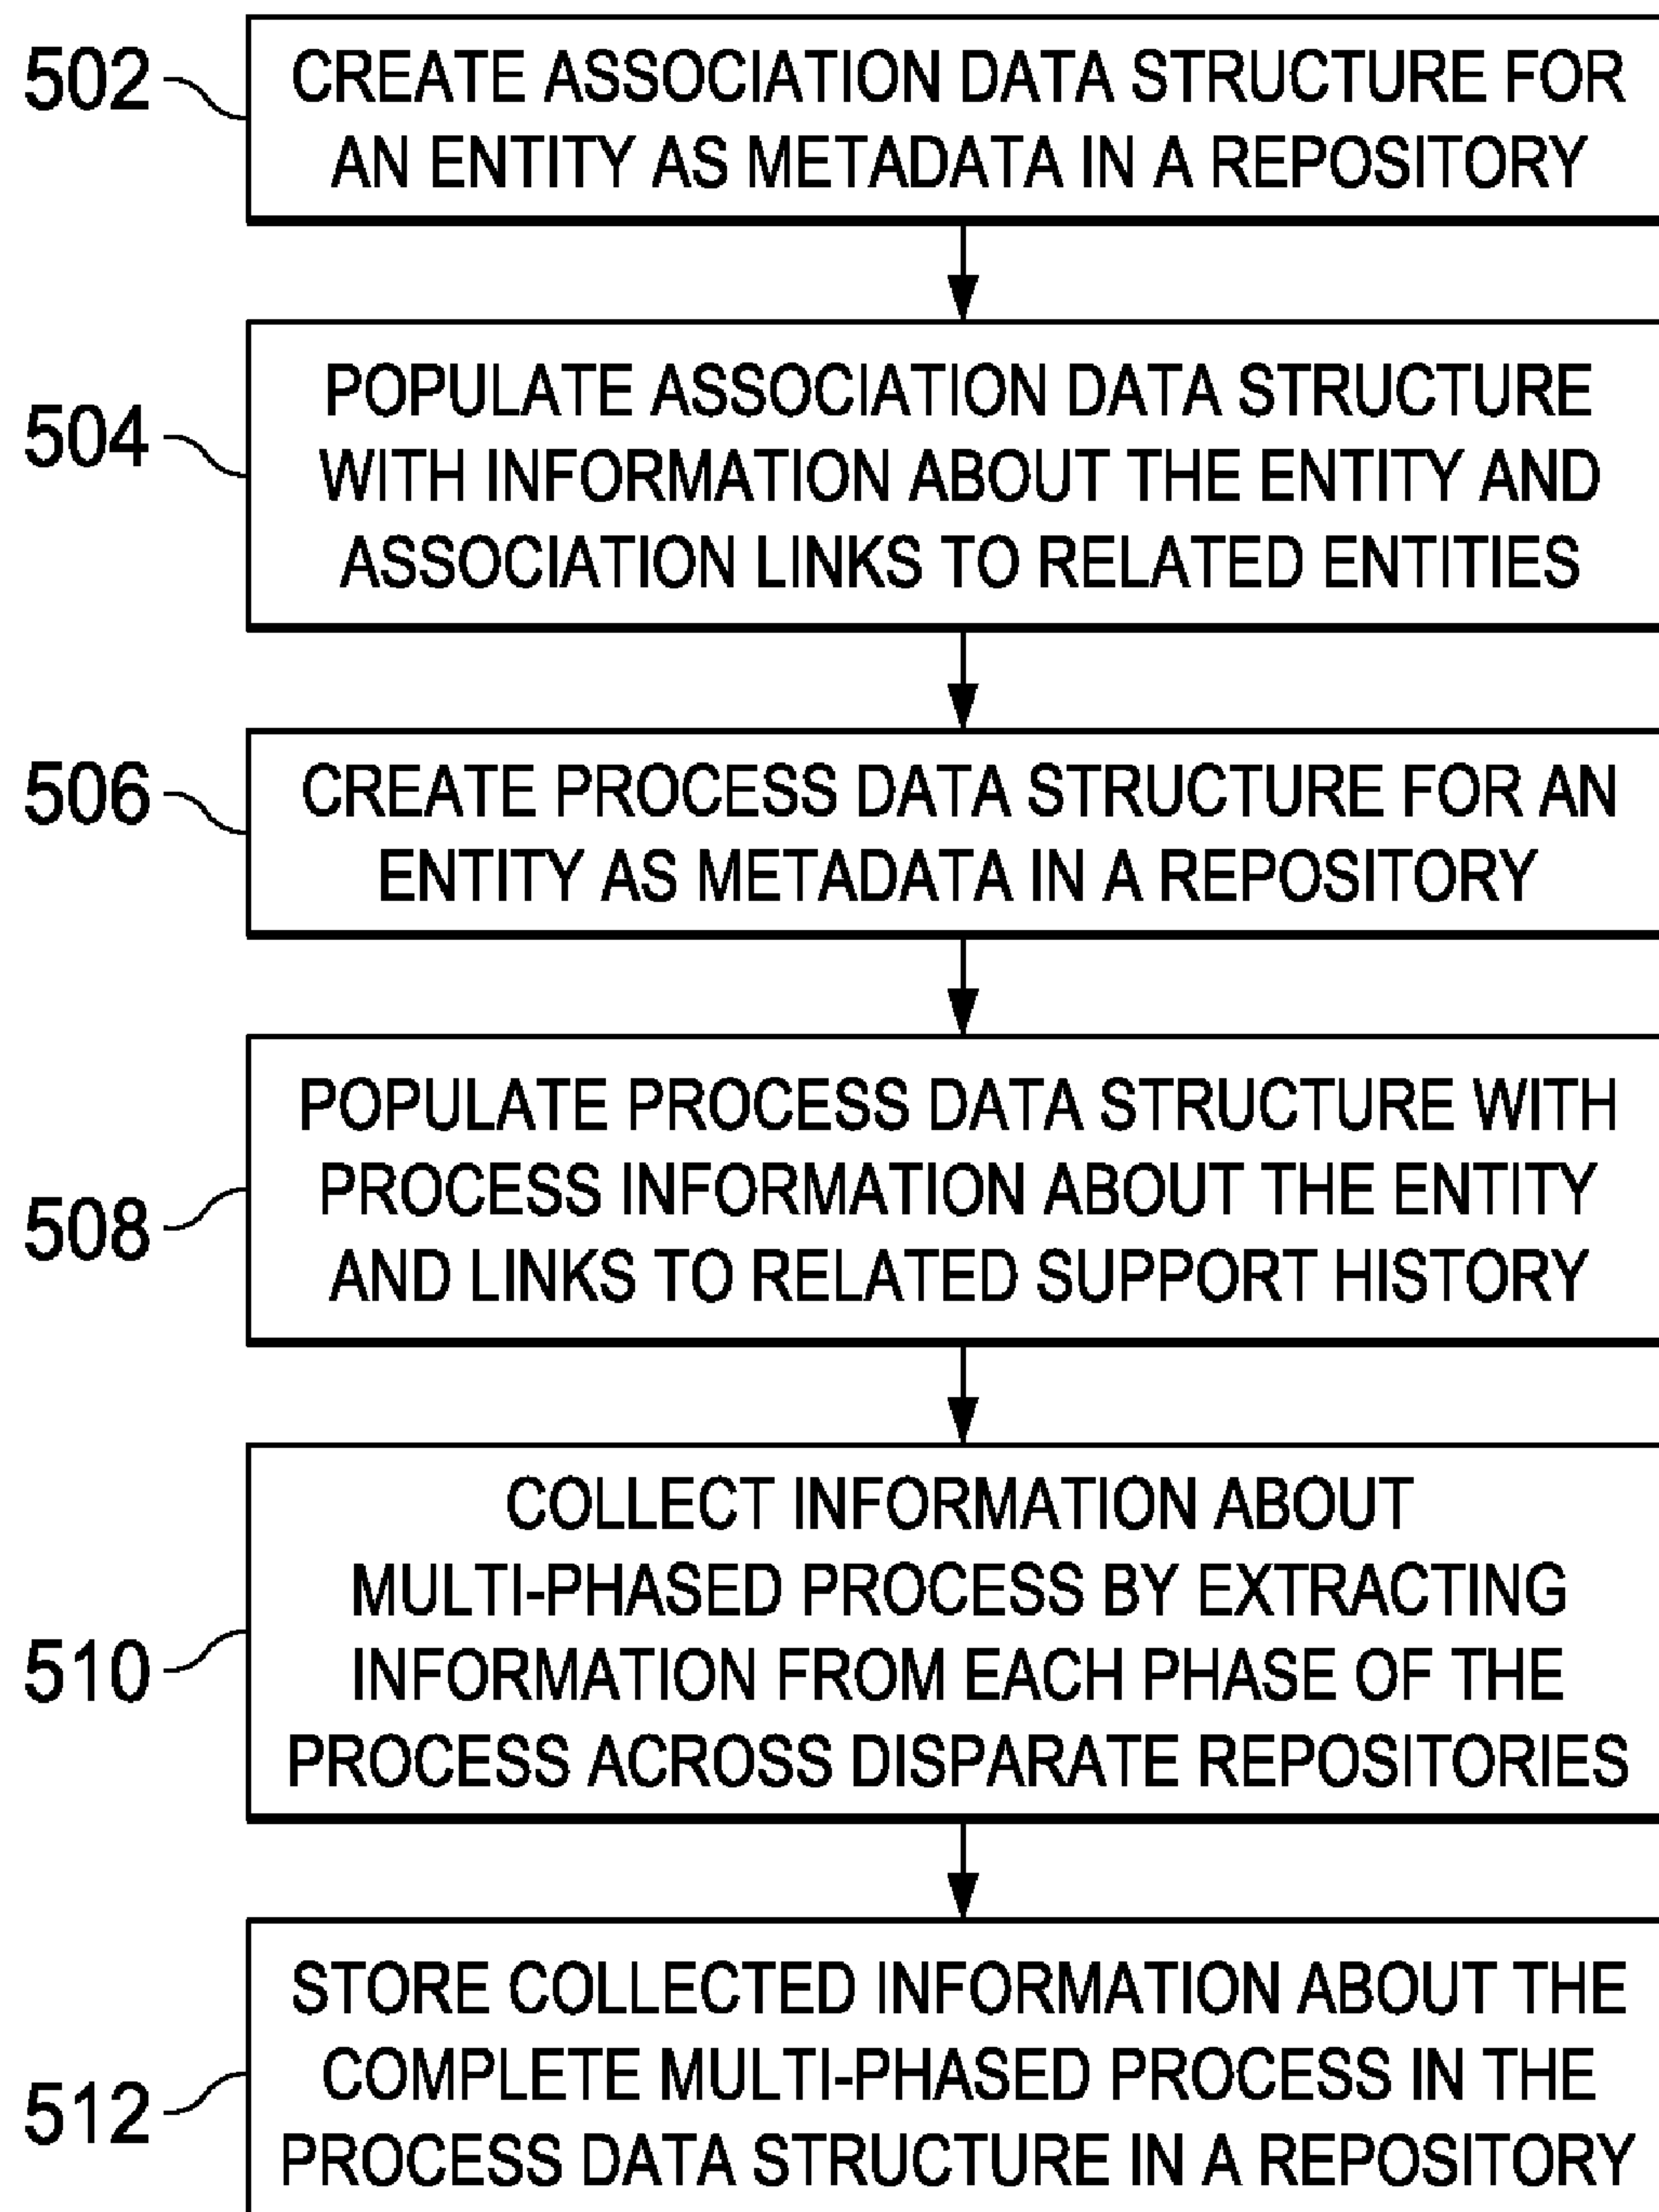 502
CREATE ASSOCIATION DATA STRUCTURE FOR
AN ENTITY AS METADATA IN A REPOSITORY
504
POPULATE ASSOCIATION DATA STRUCTURE
WITH INFORMATION ABOUT THE ENTITY AND
ASSOCIATION LINKS TO RELATED ENTITIES
506
CREATE PROCESS DATA STRUCTURE FOR AN
ENTITY AS METADATA IN A REPOSITORY
508
POPULATE PROCESS DATA STRUCTURE WITH
PROCESS INFORMATION ABOUT THE ENTITY
AND LINKS TO RELATED SUPPORT HISTORY
510
COLLECT INFORMATION ABOUT
MULTI-PHASED PROCESS BY EXTRACTING
INFORMATION FROM EACH PHASE OF THE
PROCESS ACROSS DISPARATE REPOSITORIES
512
STORE COLLECTED INFORMATION ABOUT THE
COMPLETE MULTI-PHASED PROCESS IN THE
PROCESS DATA STRUCTURE IN A REPOSITORY